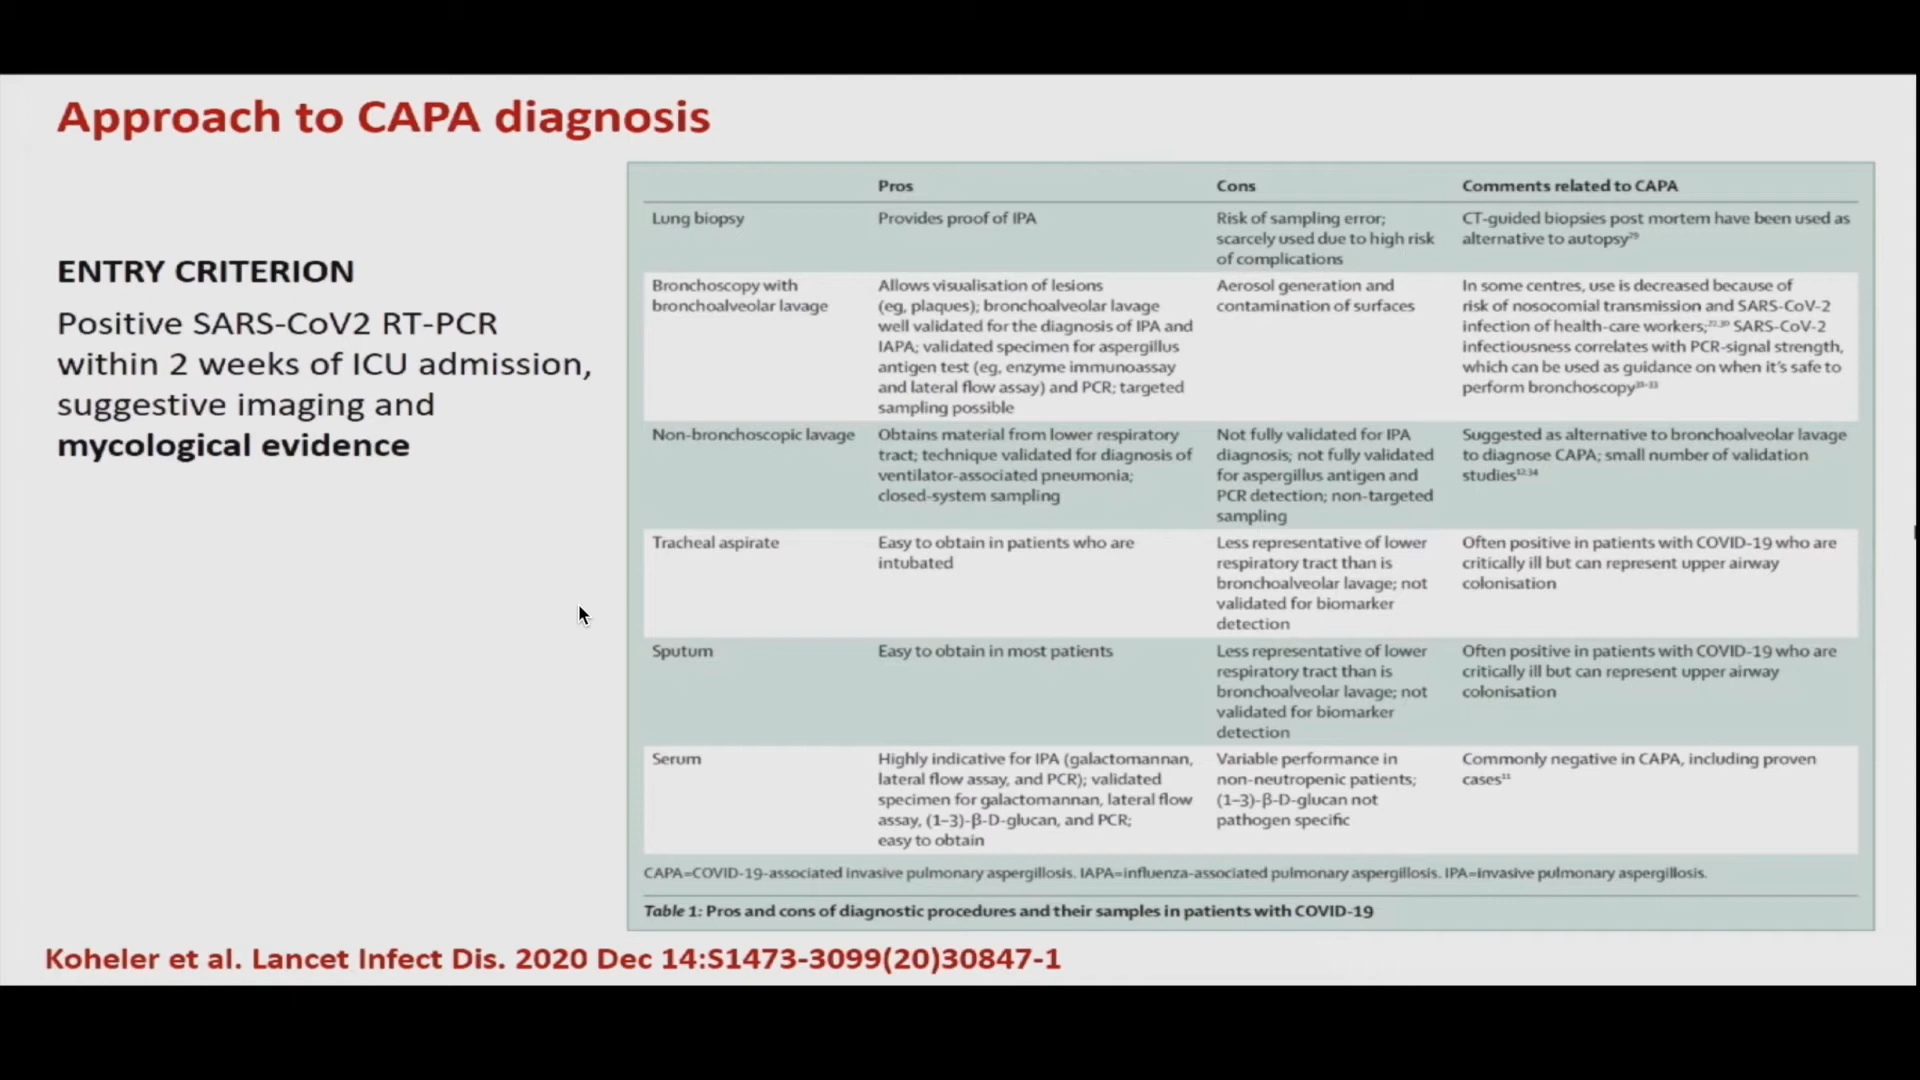 Approach to CAPA diagnosis
ENTRY CRITERION
Positive SARS-CoV2 RT-PCR
within 2 weeks of ICU admission,
suggestive imaging and
mycological evidence
Pros
Cons
Comments related to CAPA
Lung biopsy
Provides proof of IPA
Risk of sampling error;
scarcely used due to high risk
of complications
CT-guided biopsies post mortem have been used as
alternative to autopsy²⁹
Bronchoscopy with
bronchoalveolar lavage
Allows visualisation of lesions
(eg, plaques); bronchoalveolar lavage
well validated for the diagnosis of IPA and
IAPA; validated specimen for aspergillus
antigen test (eg, enzyme immunoassay
and lateral flow assay) and PCR; targeted
sampling possible
Aerosol generation and
contamination of surfaces
In some centres, use is decreased because of
risk of nosocomial transmission and SARS-CoV-2
infection of health-care workers; SARS-CoV-2
infectiousness correlates with PCR-signal strength,
which can be used as guidance on when it's safe to
perform bronchoscopy
Non-bronchoscopic lavage
Obtains material from lower respiratory
tract; technique validated for diagnosis of
ventilator-associated pneumonia;
closed-system sampling
Not fully validated for IPA
diagnosis; not fully validated
for aspergillus antigen and
PCR detection; non-targeted
sampling
Suggested as alternative to bronchoalveolar lavage
to diagnose CAPA; small number of validation
studies
Tracheal aspirate
Easy to obtain in patients who are
intubated
Less representative of lower
respiratory tract than is
bronchoalveolar lavage; not
validated for biomarker
detection
Often positive in patients with COVID-19 who are
critically ill but can represent upper airway
colonisation
Sputum
Easy to obtain in most patients
Less representative of lower
respiratory tract than is
bronchoalveolar lavage; not
validated for biomarker
detection
Often positive in patients with COVID-19 who are
critically ill but can represent upper airway
colonisation
Serum
Highly indicative for IPA (galactomannan,
lateral flow assay, and PCR); validated
specimen for galactomannan, lateral flow
assay, (1–3)-β-D-glucan, and PCR;
easy to obtain
Variable performance in
non-neutropenic patients;
(1–3)-β-D-glucan not
pathogen specific
Commonly negative in CAPA, including proven
cases¹¹
CAPA=COVID-19-associated invasive pulmonary aspergillosis. IAPA=influenza-associated pulmonary aspergillosis. IPA=invasive pulmonary aspergillosis.
Table 1: Pros and cons of diagnostic procedures and their samples in patients with COVID-19
Koheler et al. Lancet Infect Dis. 2020 Dec 14:S1473-3099(20)30847-1